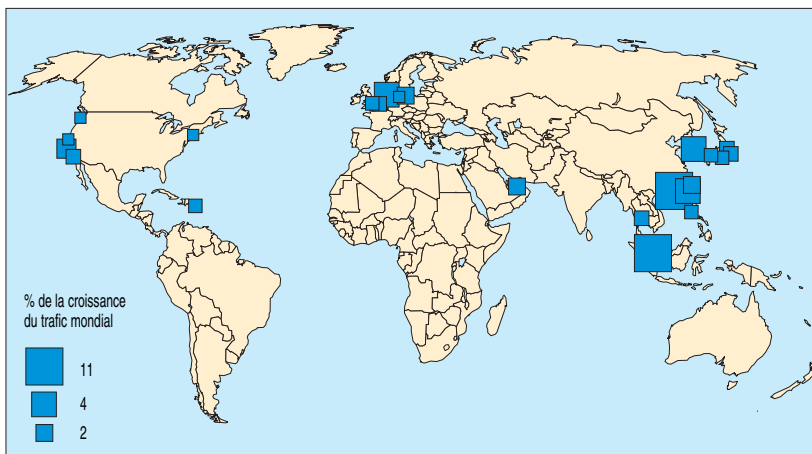 % de la croissance
du trafic mondial
11
4
2